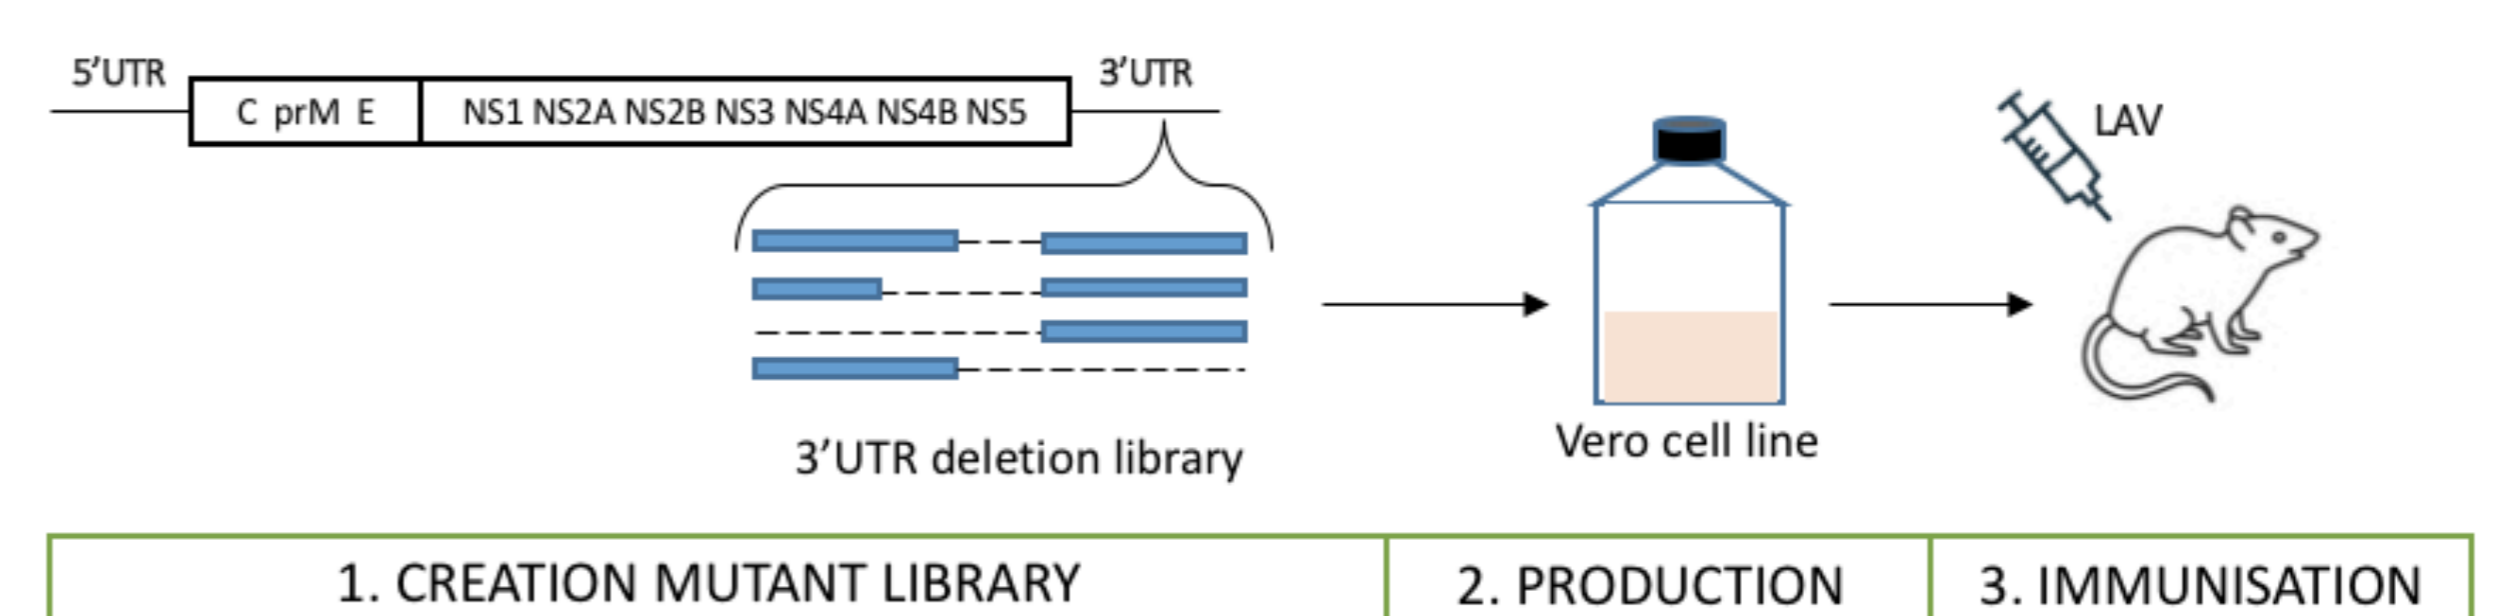 5'UTR
C prM E
NS1 NS2A NS2B NS3 NS4A NS4B NS5
3'UTR
LAV
3'UTR deletion library
Vero cell line
1. CREATION MUTANT LIBRARY
2. PRODUCTION
3. IMMUNISATION